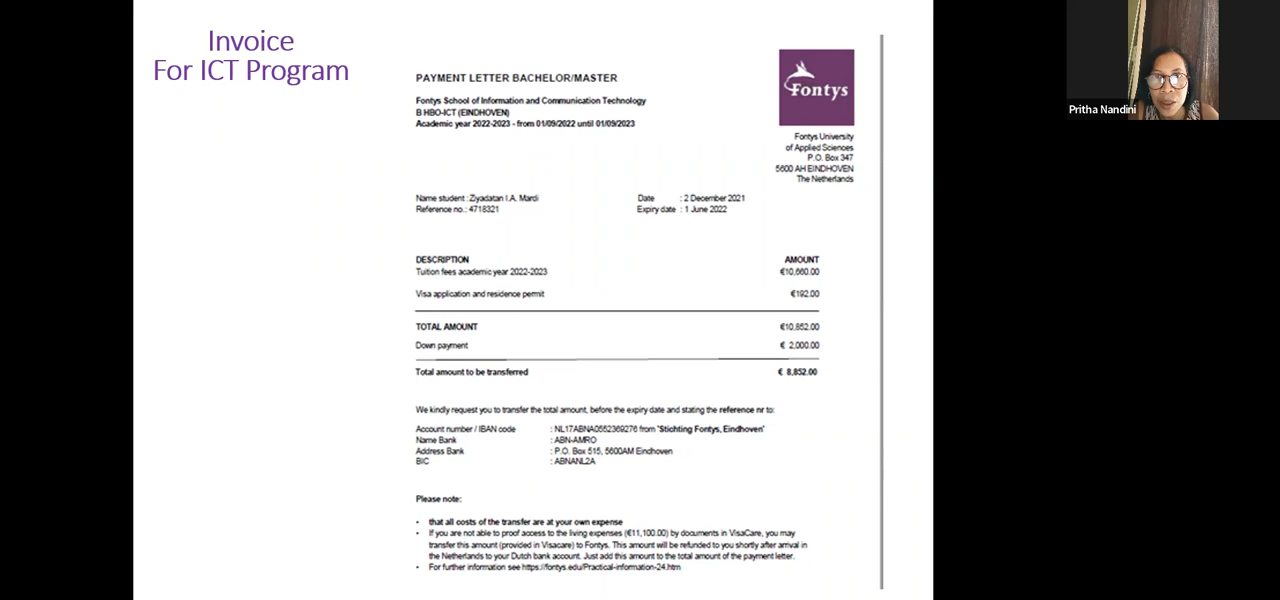 Invoice
For ICT Program
PAYMENT LETTER BACHELOR/MASTER
Fontys School of Information and Communication Technology
B HBO-ICT (EINDHOVEN)
Academic year 2022-2023 - from 01/09/2022 until 01/09/2023
Fontys
Fontys University
of Applied Sciences
P.O. Box 347
5600 AH EINDHOVEN
The Netherlands
Name student : Ziyadatan I.A. Mardi
Reference no.: 4718321
Date : 2 December 2021
Expiry date : 1 June 2022
DESCRIPTION AMOUNT
Tuition fees academic year 2022-2023 €10,660.00
Visa application and residence permit €192.00
TOTAL AMOUNT €10,852.00
Down payment € 2,000.00
Total amount to be transferred € 8,852.00
We kindly request you to transfer the total amount, before the expiry date and stating the reference nr to:
Account number / IBAN code : NL17ABNA0552369276 from 'Stichting Fontys, Eindhoven'
Name Bank : ABN-AMRO
Address Bank : P.O. Box 515, 5600AM Eindhoven
BIC : ABNANL2A
Please note:
• that all costs of the transfer are at your own expense
• If you are not able to proof access to the living expenses (€11,100.00) by documents in VisaCare, you may
transfer this amount (provided in Visacare) to Fontys. This amount will be refunded to you shortly after arrival in
the Netherlands to your Dutch bank account. Just add this amount to the total amount of the payment letter.
• For further information see https://fontys.edu/Practical-information-24.htm
Pritha Nandini